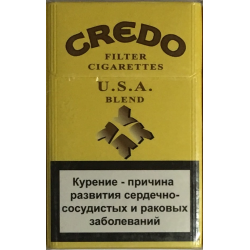 CREDO
FILTER
CIGARETTES
U.S.A.
BLEND
Курение - причина
развития сердечно-
сосудистых и раковых
заболеваний